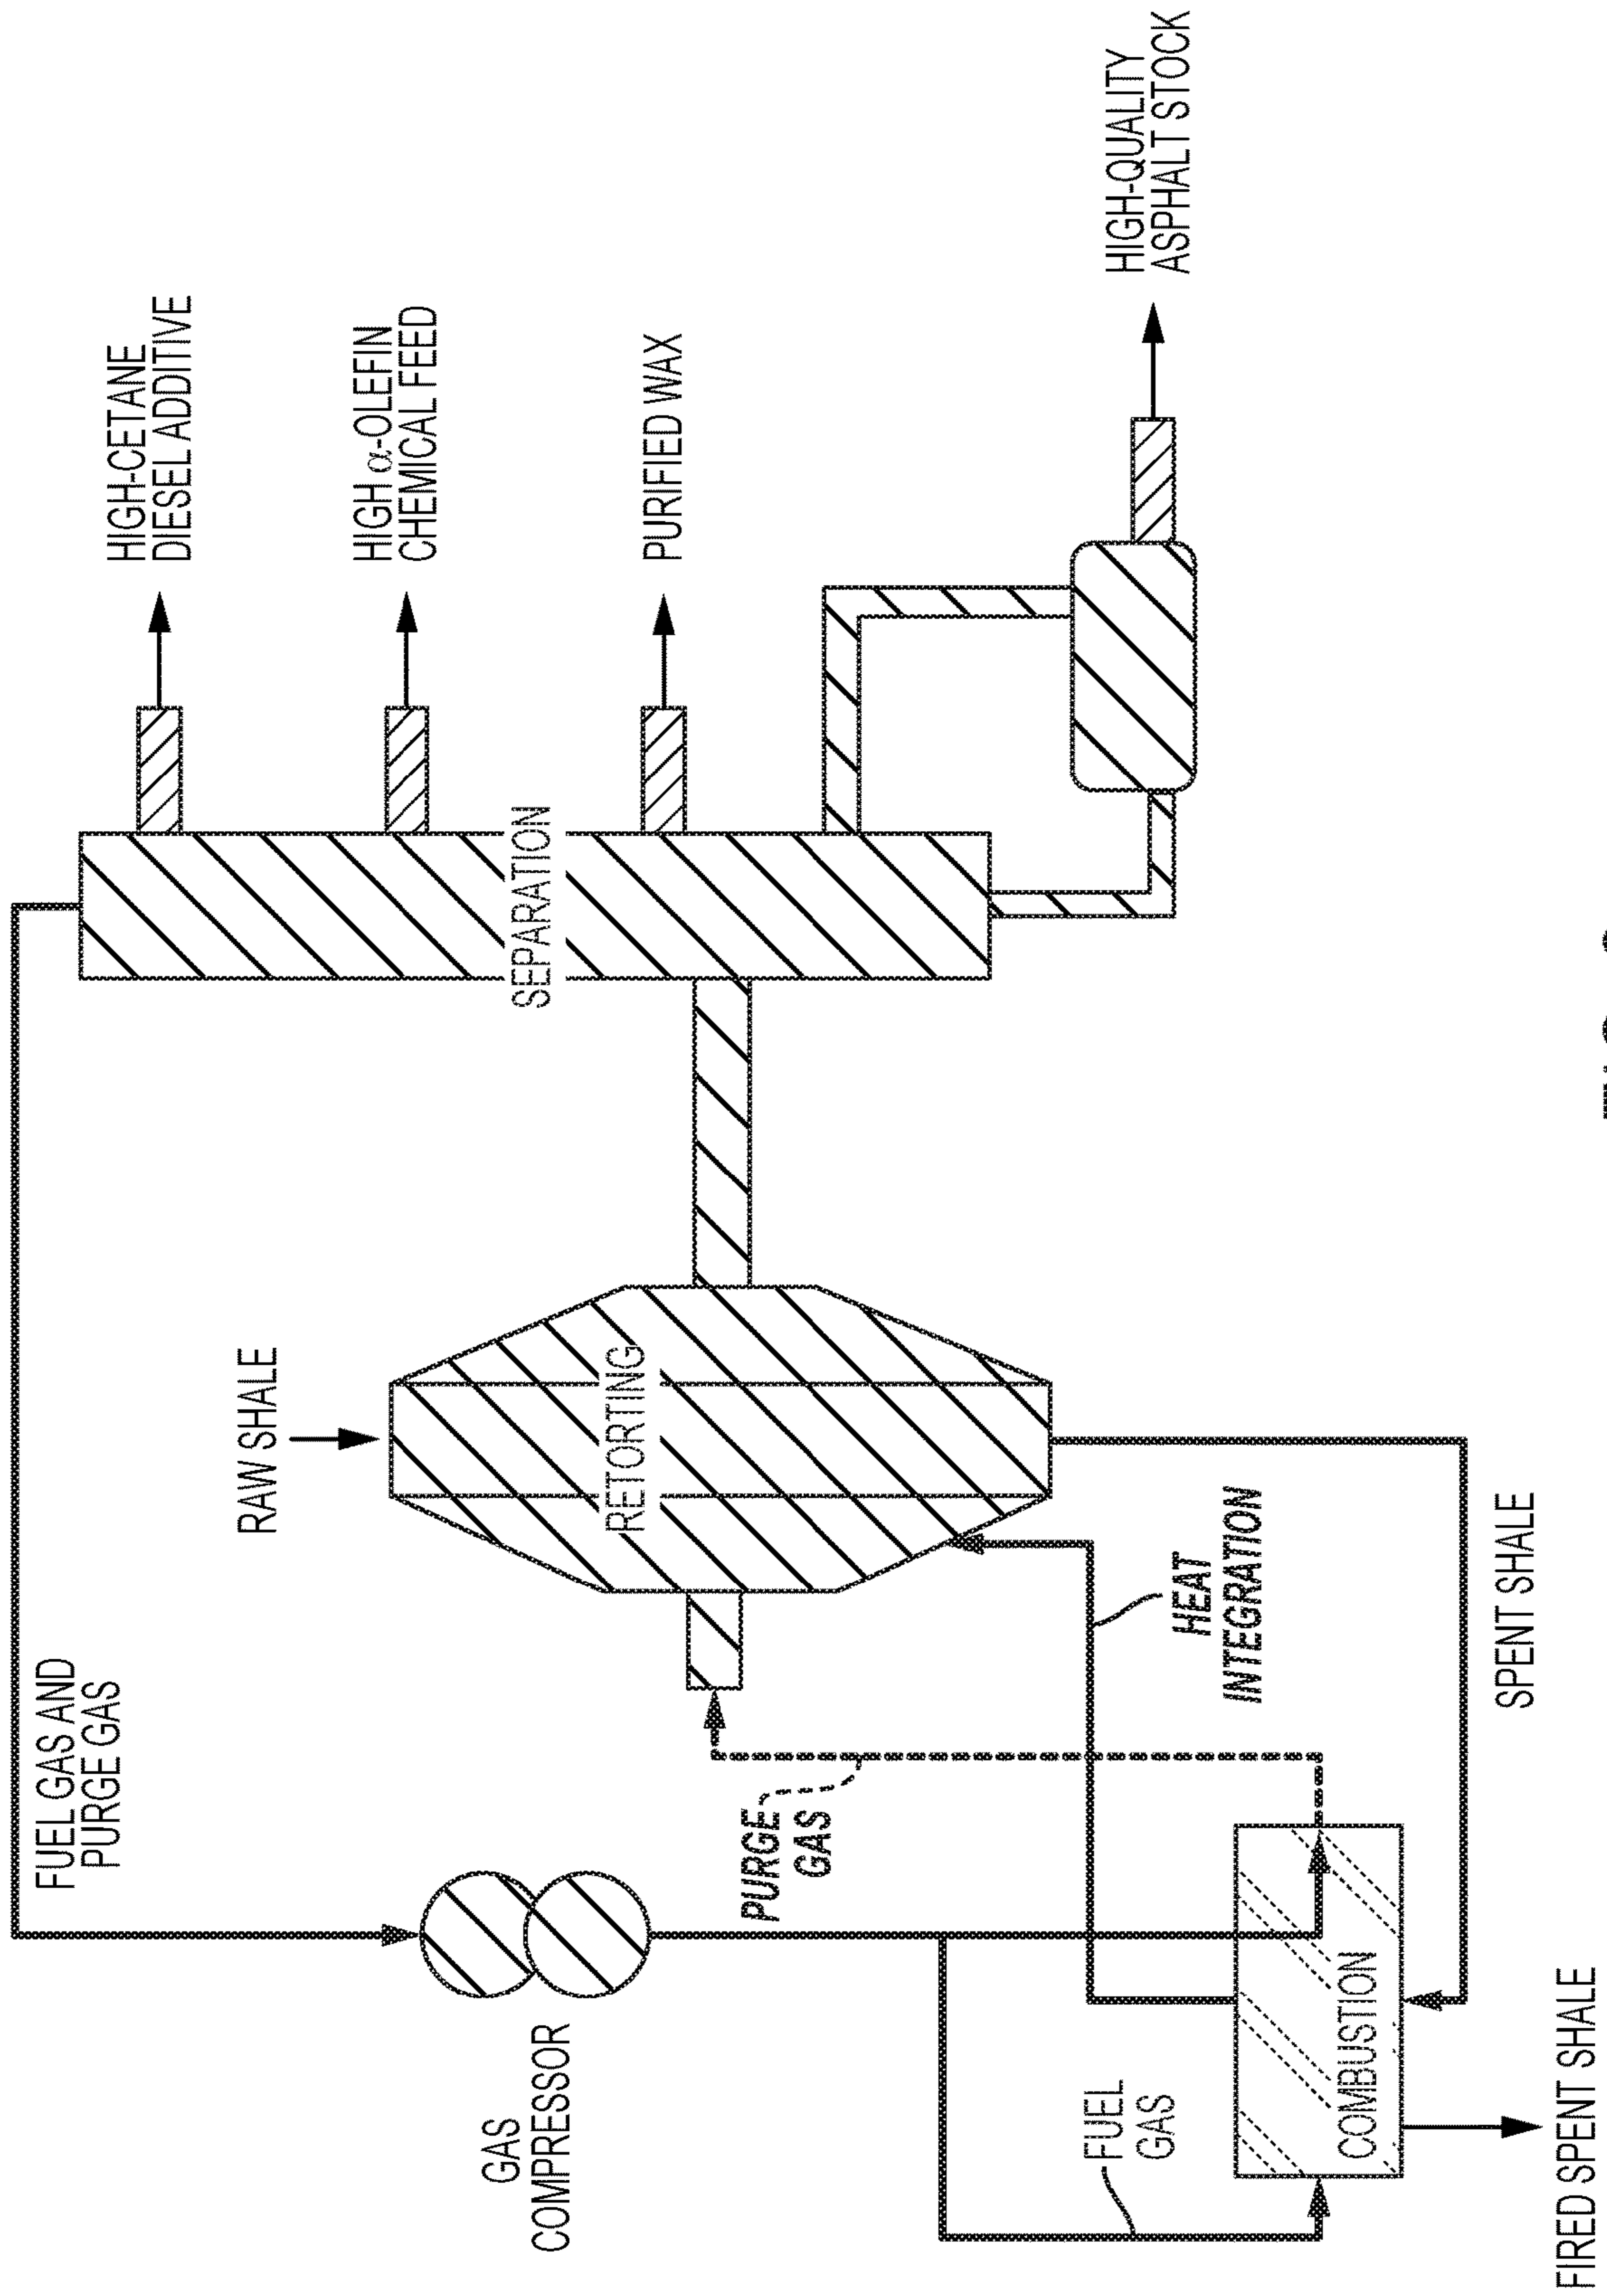 HIGH-CETANE
DIESEL ADDITIVE
HIGH α-OLEFIN
CHEMICAL FEED
PURIFIED WAX
HIGH-QUALITY
ASPHALT STOCK
SEPARATION
RAW SHALE
RETORTING
FUEL GAS AND
PURGE GAS
PURGE
GAS
HEAT
INTEGRATION
SPENT SHALE
GAS
COMPRESSOR
FUEL
GAS
COMBUSTION
FIRED SPENT SHALE